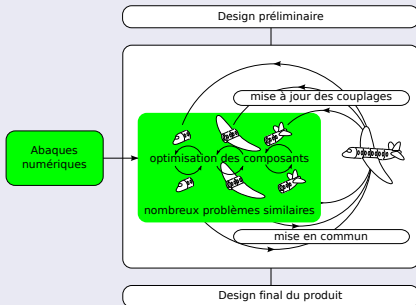 Design préliminaire
mise à jour des couplages
Abaques
numériques
optimisation des composants
nombreux problèmes similaires
mise en commun
Design final du produit